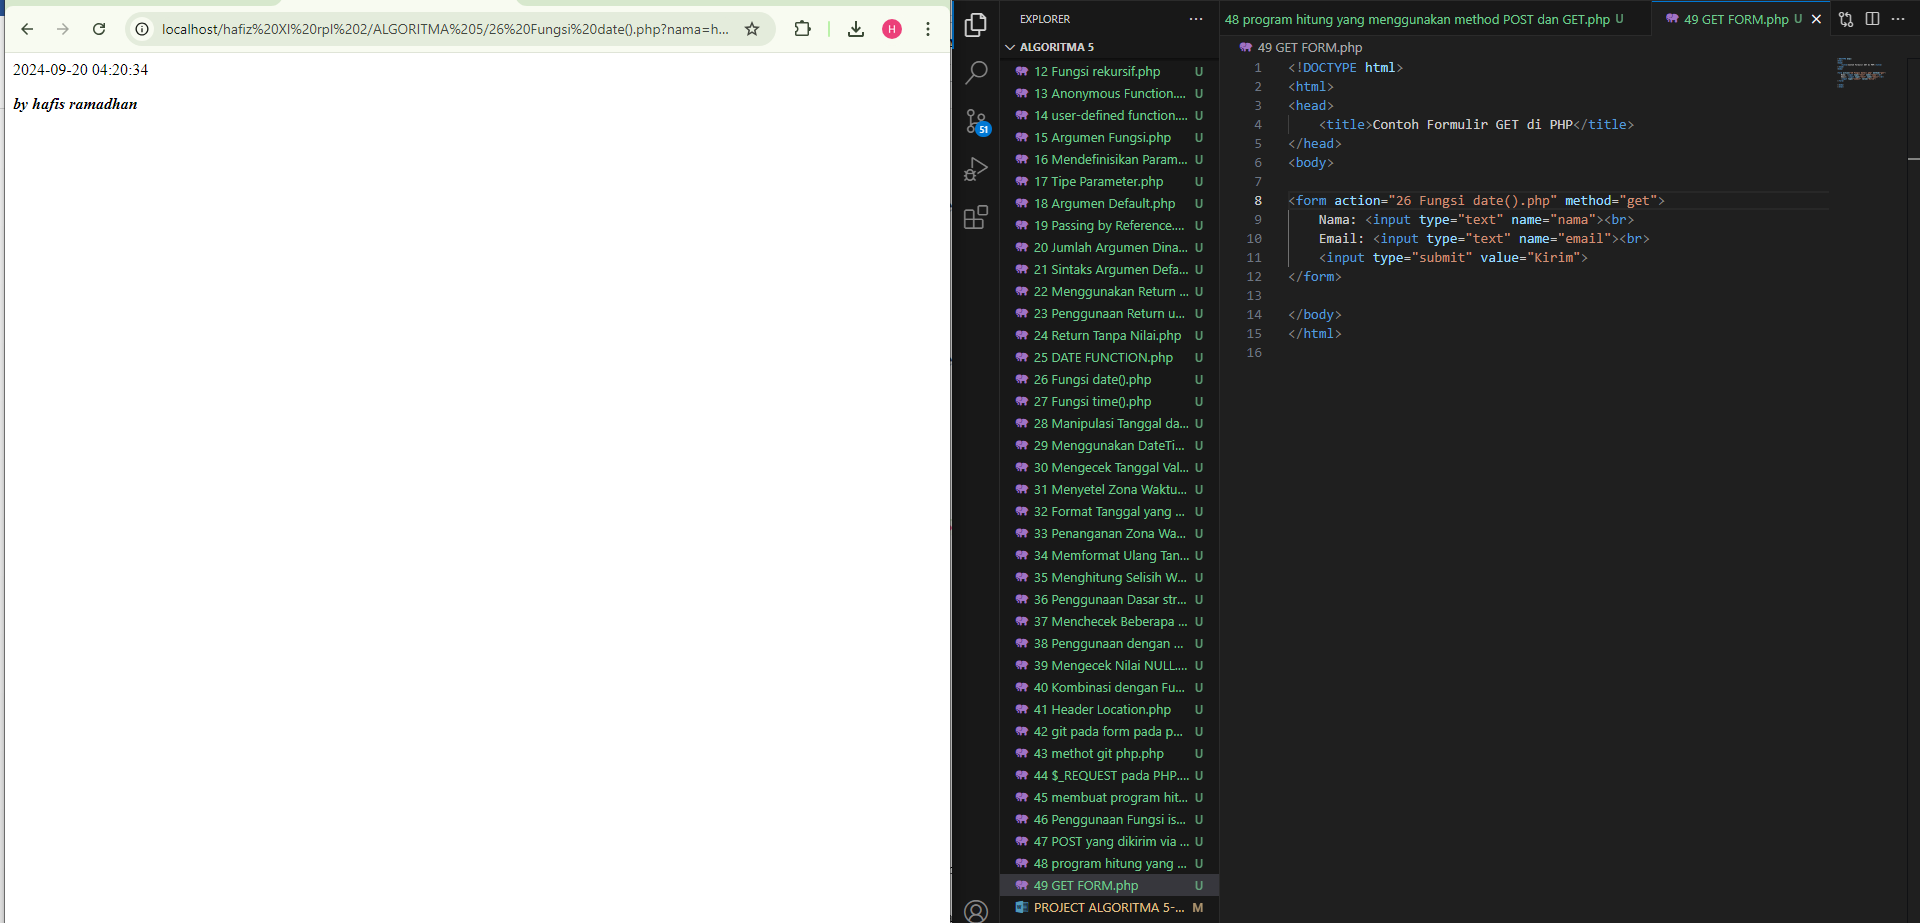 localhost/hafiz%20XI%20rpl%202/ALGORITMA%205/26%20Fungsi%20date().php?nama=h...
H
2024-09-20 04:20:34
by hafis ramadhan
51
EXPLORER
ALGORITMA 5
12 Fungsi rekursif.php U
13 Anonymous Function.... U
14 user-defined function.... U
15 Argumen Fungsi.php U
16 Mendefinisikan Param... U
17 Tipe Parameter.php U
18 Argumen Default.php U
19 Passing by Reference.... U
20 Jumlah Argumen Dina... U
21 Sintaks Argumen Defa... U
22 Menggunakan Return ... U
23 Penggunaan Return u... U
24 Return Tanpa Nilai.php U
25 DATE FUNCTION.php U
26 Fungsi date().php U
27 Fungsi time().php U
28 Manipulasi Tanggal da... U
29 Menggunakan DateTi... U
30 Mengecek Tanggal Val... U
31 Menyetel Zona Waktu... U
32 Format Tanggal yang ... U
33 Penanganan Zona Wa... U
34 Memformat Ulang Tan... U
35 Menghitung Selisih W... U
36 Penggunaan Dasar str... U
37 Menchecek Beberapa ... U
38 Penggunaan dengan ... U
39 Mengecek Nilai NULL.... U
40 Kombinasi dengan Fu... U
41 Header Location.php U
42 git pada form pada p... U
43 methot git php.php U
44 $_REQUEST pada PHP.... U
45 membuat program hit... U
46 Penggunaan Fungsi is... U
47 POST yang dikirim via ... U
48 program hitung yang ... U
49 GET FORM.php U
PROJECT ALGORITMA 5-... M
48 program hitung yang menggunakan method POST dan GET.php U
49 GET FORM.php U
49 GET FORM.php
1 <!DOCTYPE html>
2 <html>
3 <head>
4     <title>Contoh Formulir GET di PHP</title>
5 </head>
6 <body>
7
8 <form action="26 Fungsi date().php" method="get">
9     Nama: <input type="text" name="nama"><br>
10     Email: <input type="text" name="email"><br>
11     <input type="submit" value="Kirim">
12 </form>
13
14 </body>
15 </html>
16